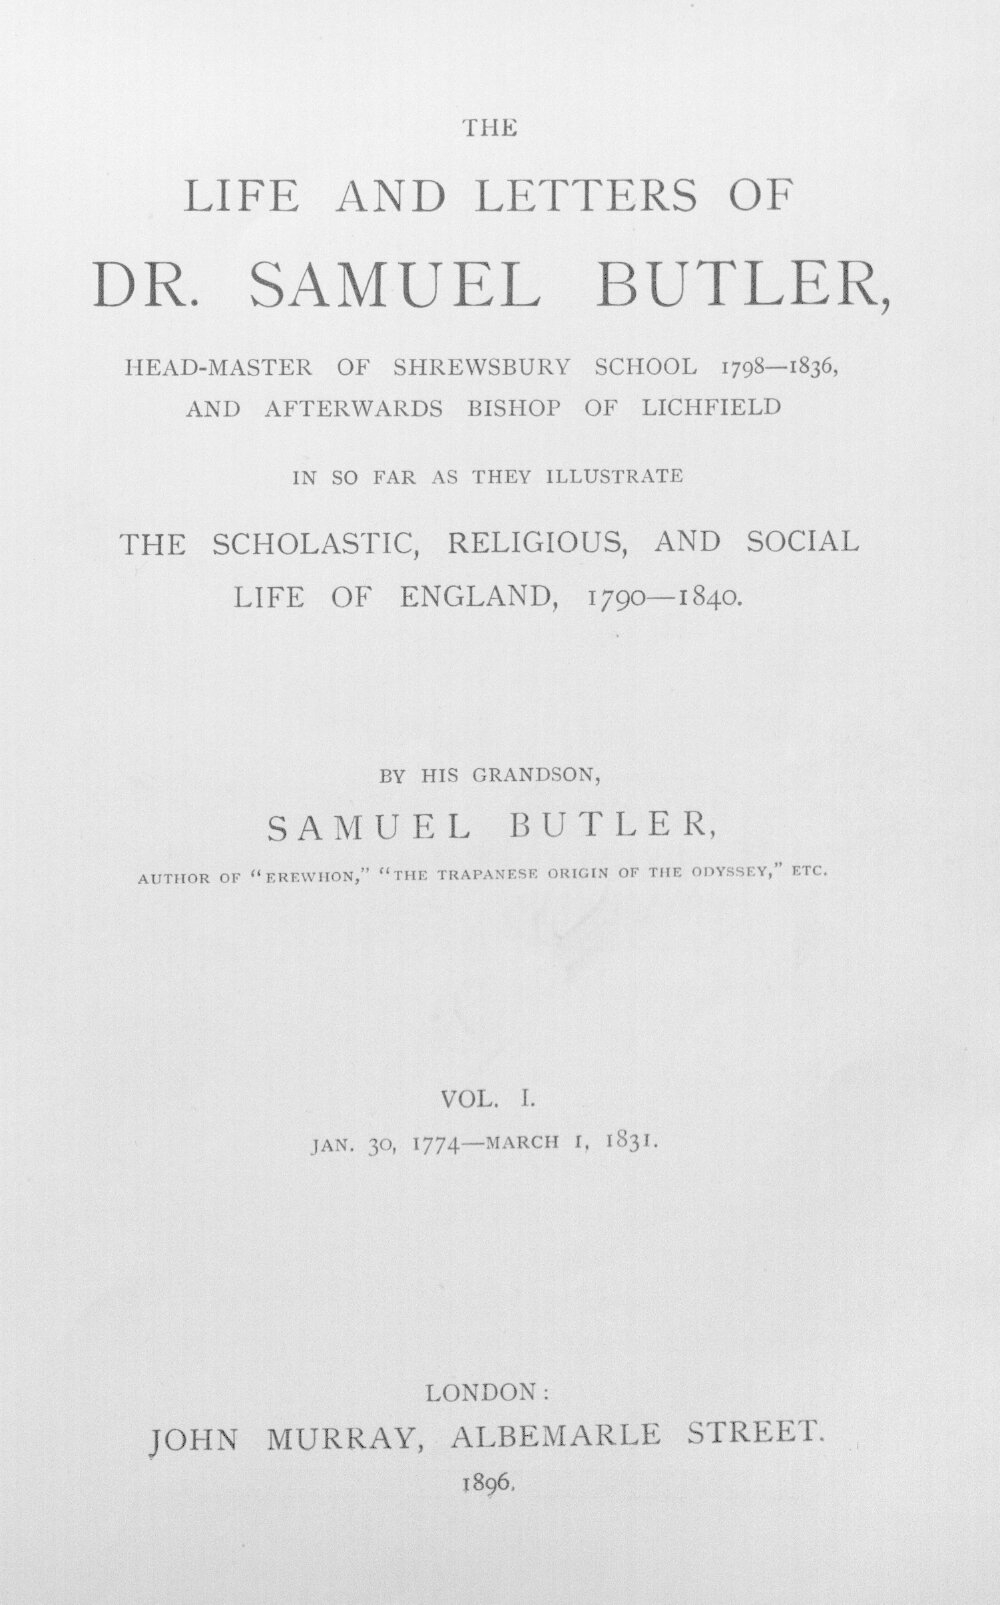 THE
LIFE AND LETTERS OF
DR. SAMUEL BUTLER,
HEAD-MASTER OF SHREWSBURY SCHOOL 1798—1836,
AND AFTERWARDS BISHOP OF LICHFIELD
IN SO FAR AS THEY ILLUSTRATE
THE SCHOLASTIC, RELIGIOUS, AND SOCIAL
LIFE OF ENGLAND, 1790—1840.
BY HIS GRANDSON,
SAMUEL BUTLER,
AUTHOR OF “EREWHON,” “THE TRAPANESE ORIGIN OF THE ODYSSEY,” ETC.
VOL. I.
JAN. 30, 1774—MARCH 1, 1831.
LONDON:
JOHN MURRAY, ALBEMARLE STREET.
1896.